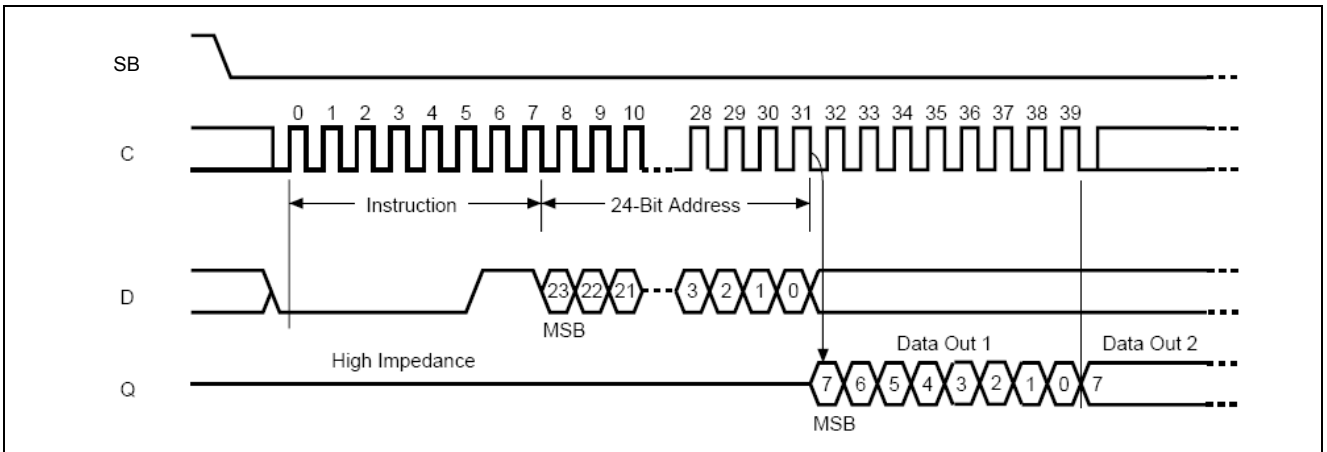 SB
0 1 2 3 4 5 6 7 8 9 10 28 29 30 31 32 33 34 35 36 37 38 39
C
Instruction 24-Bit Address
D 23 22 21 3 2 1 0
MSB
High Impedance Data Out 1 Data Out 2
Q 7 6 5 4 3 2 1 0 7
MSB